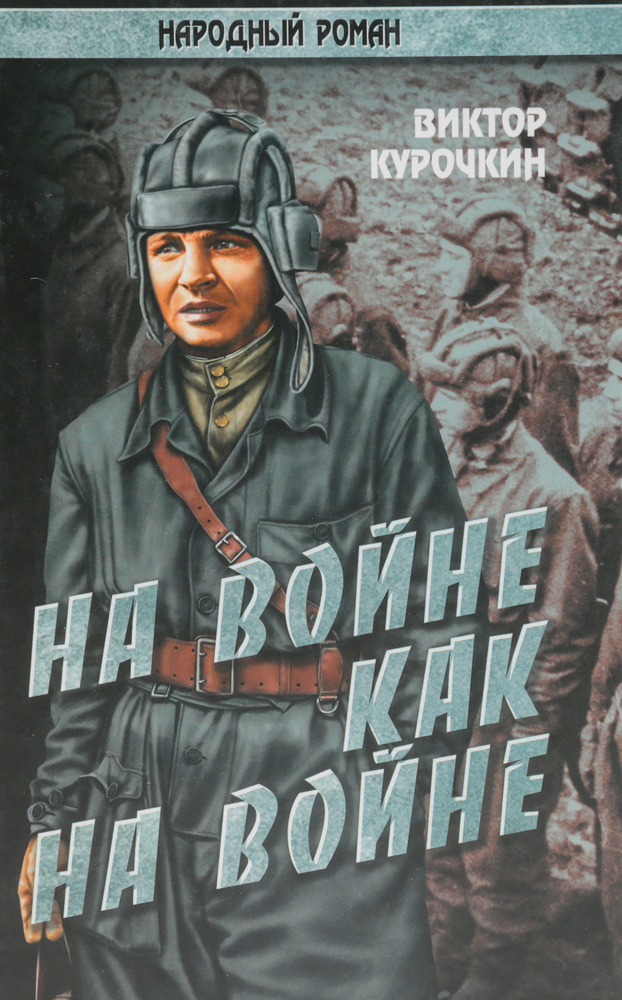 НАРОДНЫЙ РОМАН
ВИКТОР
КУРОЧКИН
НА ВОЙНЕ
КАК
НА ВОЙНЕ